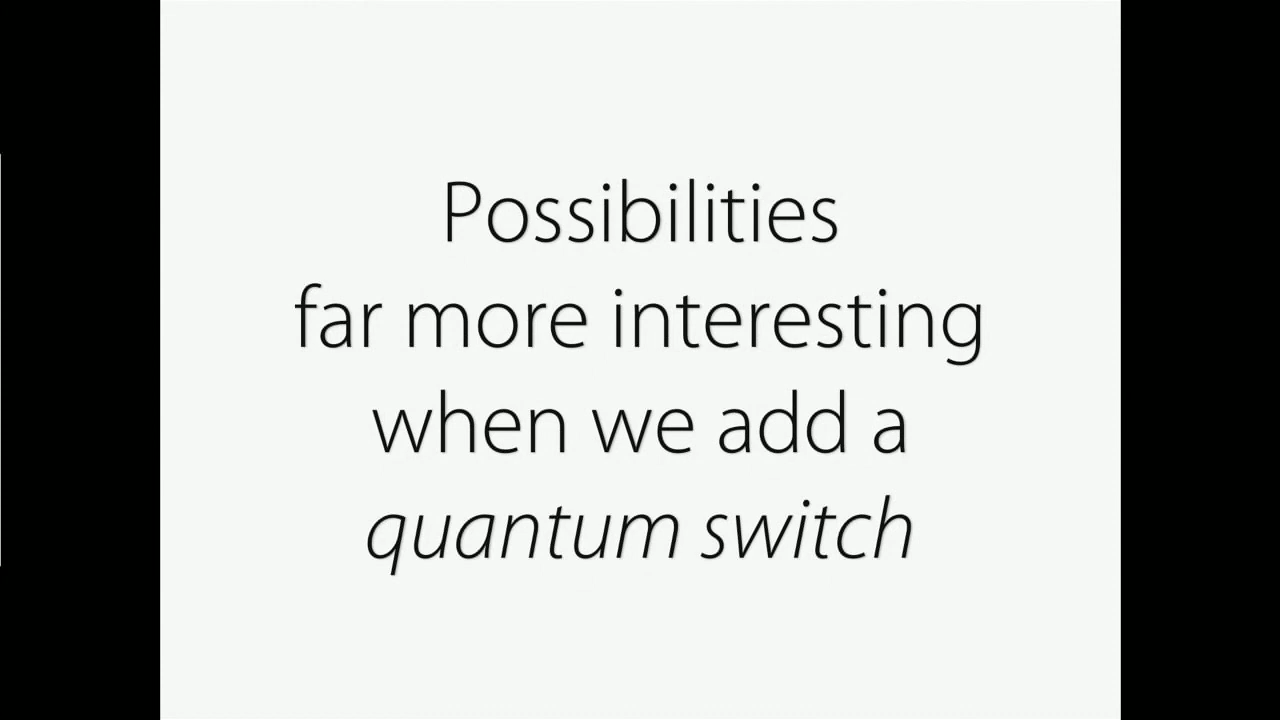 Possibilities
far more interesting
when we add a
quantum switch